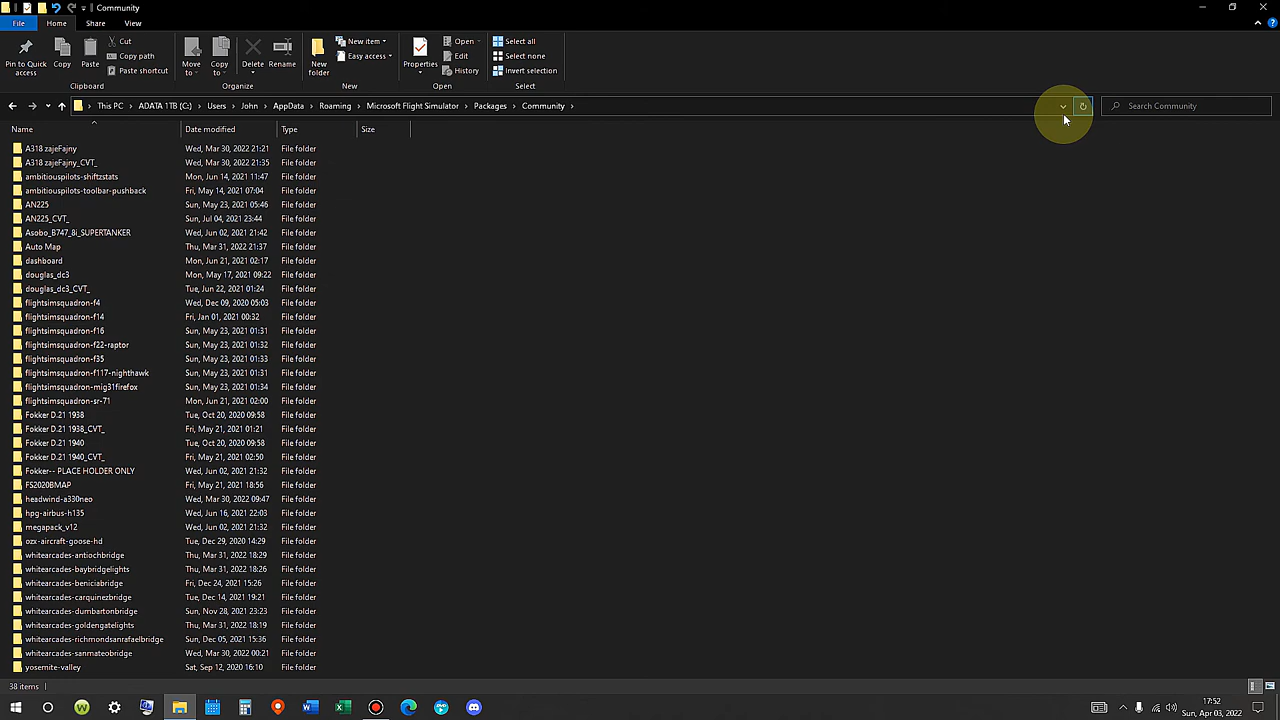 Community
File Home Share View
Pin to Quick access
Copy
Paste
Cut
Copy path
Paste shortcut
Clipboard
Move to
Copy to
Delete
Rename
Organize
New folder
New item
Easy access
New
Properties
Open
Edit
History
Open
Select all
Select none
Invert selection
Select
This PC > ADATA 1TB (C:) > Users > John > AppData > Roaming > Microsoft Flight Simulator > Packages > Community >
Search Community
Name Date modified Type Size
A318 zajeFajny Wed, Mar 30, 2022 21:21 File folder
A318 zajeFajny_CVT_ Wed, Mar 30, 2022 21:35 File folder
ambitiouspilots-shiftzstats Mon, Jun 14, 2021 11:47 File folder
ambitiouspilots-toolbar-pushback Fri, May 14, 2021 07:04 File folder
AN225 Sun, May 23, 2021 05:46 File folder
AN225_CVT_ Sun, Jul 04, 2021 23:44 File folder
Asobo_B747_8i_SUPERTANKER Wed, Jun 02, 2021 21:42 File folder
Auto Map Thu, Mar 31, 2022 21:37 File folder
dashboard Mon, Jun 21, 2021 02:17 File folder
douglas_dc3 Mon, May 17, 2021 09:22 File folder
douglas_dc3_CVT_ Tue, Jun 22, 2021 01:24 File folder
flightsimsquadron-f4 Wed, Dec 09, 2020 05:03 File folder
flightsimsquadron-f14 Fri, Jan 01, 2021 00:32 File folder
flightsimsquadron-f16 Sun, May 23, 2021 01:31 File folder
flightsimsquadron-f22-raptor Sun, May 23, 2021 01:33 File folder
flightsimsquadron-f35 Sun, May 23, 2021 01:33 File folder
flightsimsquadron-f117-nighthawk Sun, May 23, 2021 01:31 File folder
flightsimsquadron-mig31firefox Sun, May 23, 2021 01:34 File folder
flightsimsquadron-sr-71 Mon, Jun 21, 2021 02:00 File folder
Fokker D.21 1938 Tue, Oct 20, 2020 09:58 File folder
Fokker D.21 1938_CVT_ Fri, May 21, 2021 01:21 File folder
Fokker D.21 1940 Tue, Oct 20, 2020 09:58 File folder
Fokker D.21 1940_CVT_ Fri, May 21, 2021 02:50 File folder
Fokker-- PLACE HOLDER ONLY Wed, Jun 02, 2021 21:32 File folder
FS2020BMAP Fri, May 21, 2021 18:56 File folder
headwind-a330neo Wed, Mar 30, 2022 09:47 File folder
hpg-airbus-h135 Wed, Jun 16, 2021 22:03 File folder
megapack_v12 Wed, Jun 02, 2021 21:32 File folder
ozx-aircraft-goose-hd Tue, Dec 29, 2020 14:29 File folder
whitearcades-antiochbridge Thu, Mar 31, 2022 18:29 File folder
whitearcades-baybridgelights Thu, Mar 31, 2022 18:26 File folder
whitearcades-beniciabridge Fri, Dec 24, 2021 15:26 File folder
whitearcades-carquinezbridge Tue, Dec 14, 2021 19:21 File folder
whitearcades-dumbartonbridge Sun, Nov 28, 2021 23:23 File folder
whitearcades-goldengatelights Thu, Mar 31, 2022 18:19 File folder
whitearcades-richmondsanrafaelbridge Sun, Dec 05, 2021 15:36 File folder
whitearcades-sanmateobridge Wed, Mar 30, 2022 00:21 File folder
yosemite-valley Sat, Sep 12, 2020 16:10 File folder
38 items
17:52
Sun, Apr 03, 2022